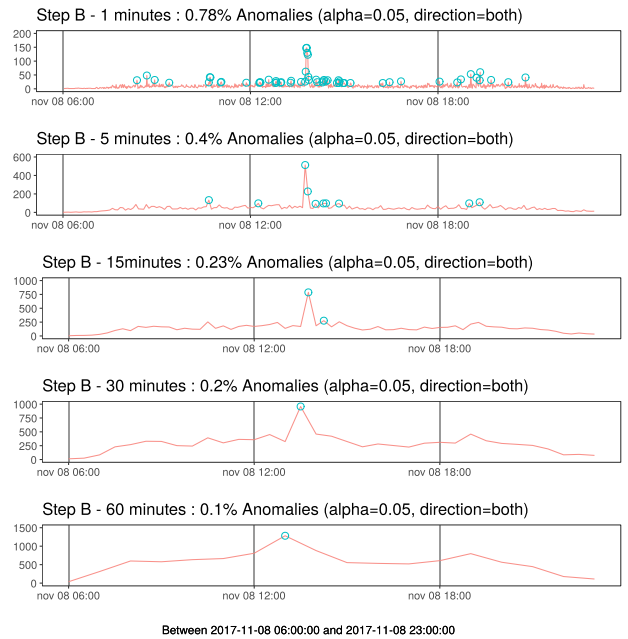 Step B - 1 minutes : 0.78% Anomalies (alpha=0.05, direction=both)
200
150
100
50
0
nov 08 06:00 nov 08 12:00 nov 08 18:00
Step B - 5 minutes : 0.4% Anomalies (alpha=0.05, direction=both)
600
400
200
0
nov 08 06:00 nov 08 12:00 nov 08 18:00
Step B - 15minutes : 0.23% Anomalies (alpha=0.05, direction=both)
1000
750
500
250
0
nov 08 06:00 nov 08 12:00 nov 08 18:00
Step B - 30 minutes : 0.2% Anomalies (alpha=0.05, direction=both)
1000
750
500
250
0
nov 08 06:00 nov 08 12:00 nov 08 18:00
Step B - 60 minutes : 0.1% Anomalies (alpha=0.05, direction=both)
1500
1000
500
0
nov 08 06:00 nov 08 12:00 nov 08 18:00
Between 2017-11-08 06:00:00 and 2017-11-08 23:00:00